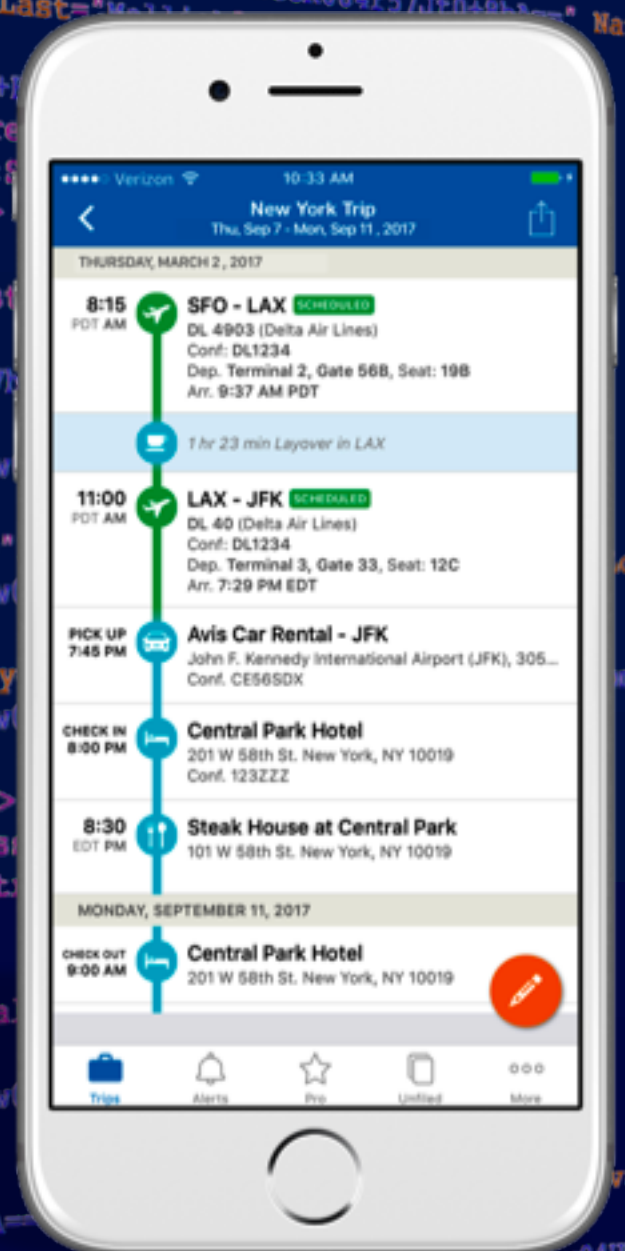 Last="
Verizon 10:33 AM
New York Trip
Thu, Sep 7 - Mon, Sep 11, 2017
THURSDAY, MARCH 2, 2017
8:15 SFO - LAX SCHEDULED
PDT AM DL 4903 (Delta Air Lines)
Conf: DL1234
Dep. Terminal 2, Gate 56B, Seat: 19B
Arr. 9:37 AM PDT
1 hr 23 min Layover in LAX
11:00 LAX - JFK SCHEDULED
PDT AM DL 40 (Delta Air Lines)
Conf: DL1234
Dep. Terminal 3, Gate 33, Seat: 12C
Arr. 7:29 PM EDT
PICK UP Avis Car Rental - JFK
7:45 PM John F. Kennedy International Airport (JFK), 305...
Conf. CE56SDX
CHECK IN Central Park Hotel
8:00 PM 201 W 58th St. New York, NY 10019
Conf. 123ZZZ
8:30 Steak House at Central Park
EDT PM 101 W 58th St. New York, NY 10019
MONDAY, SEPTEMBER 11, 2017
CHECK OUT Central Park Hotel
9:00 AM 201 W 58th St. New York, NY 10019
Trips Alerts Pro Unfiled More